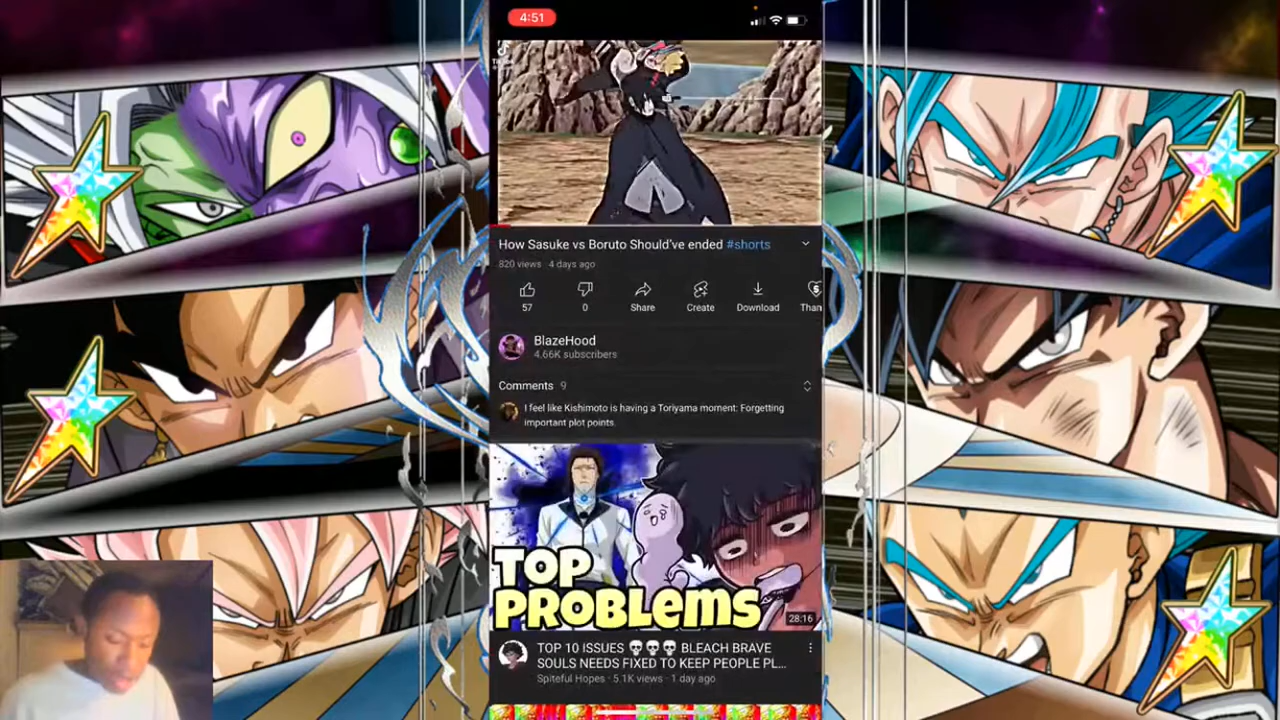 4:51
How Sasuke vs Boruto Should've ended #shorts
820 views 4 days ago
57
0
Share
Create
Download
Than
BlazeHood
4.66K subscribers
Comments 9
I feel like Kishimoto is having a Toriyama moment: Forgetting
important plot points.
TOP
PROBLEMS
28:16
TOP 10 ISSUES 💀💀💀 BLEACH BRAVE
SOULS NEEDS FIXED TO KEEP PEOPLE PL...
Spiteful Hopes · 5.1K views · 1 day ago